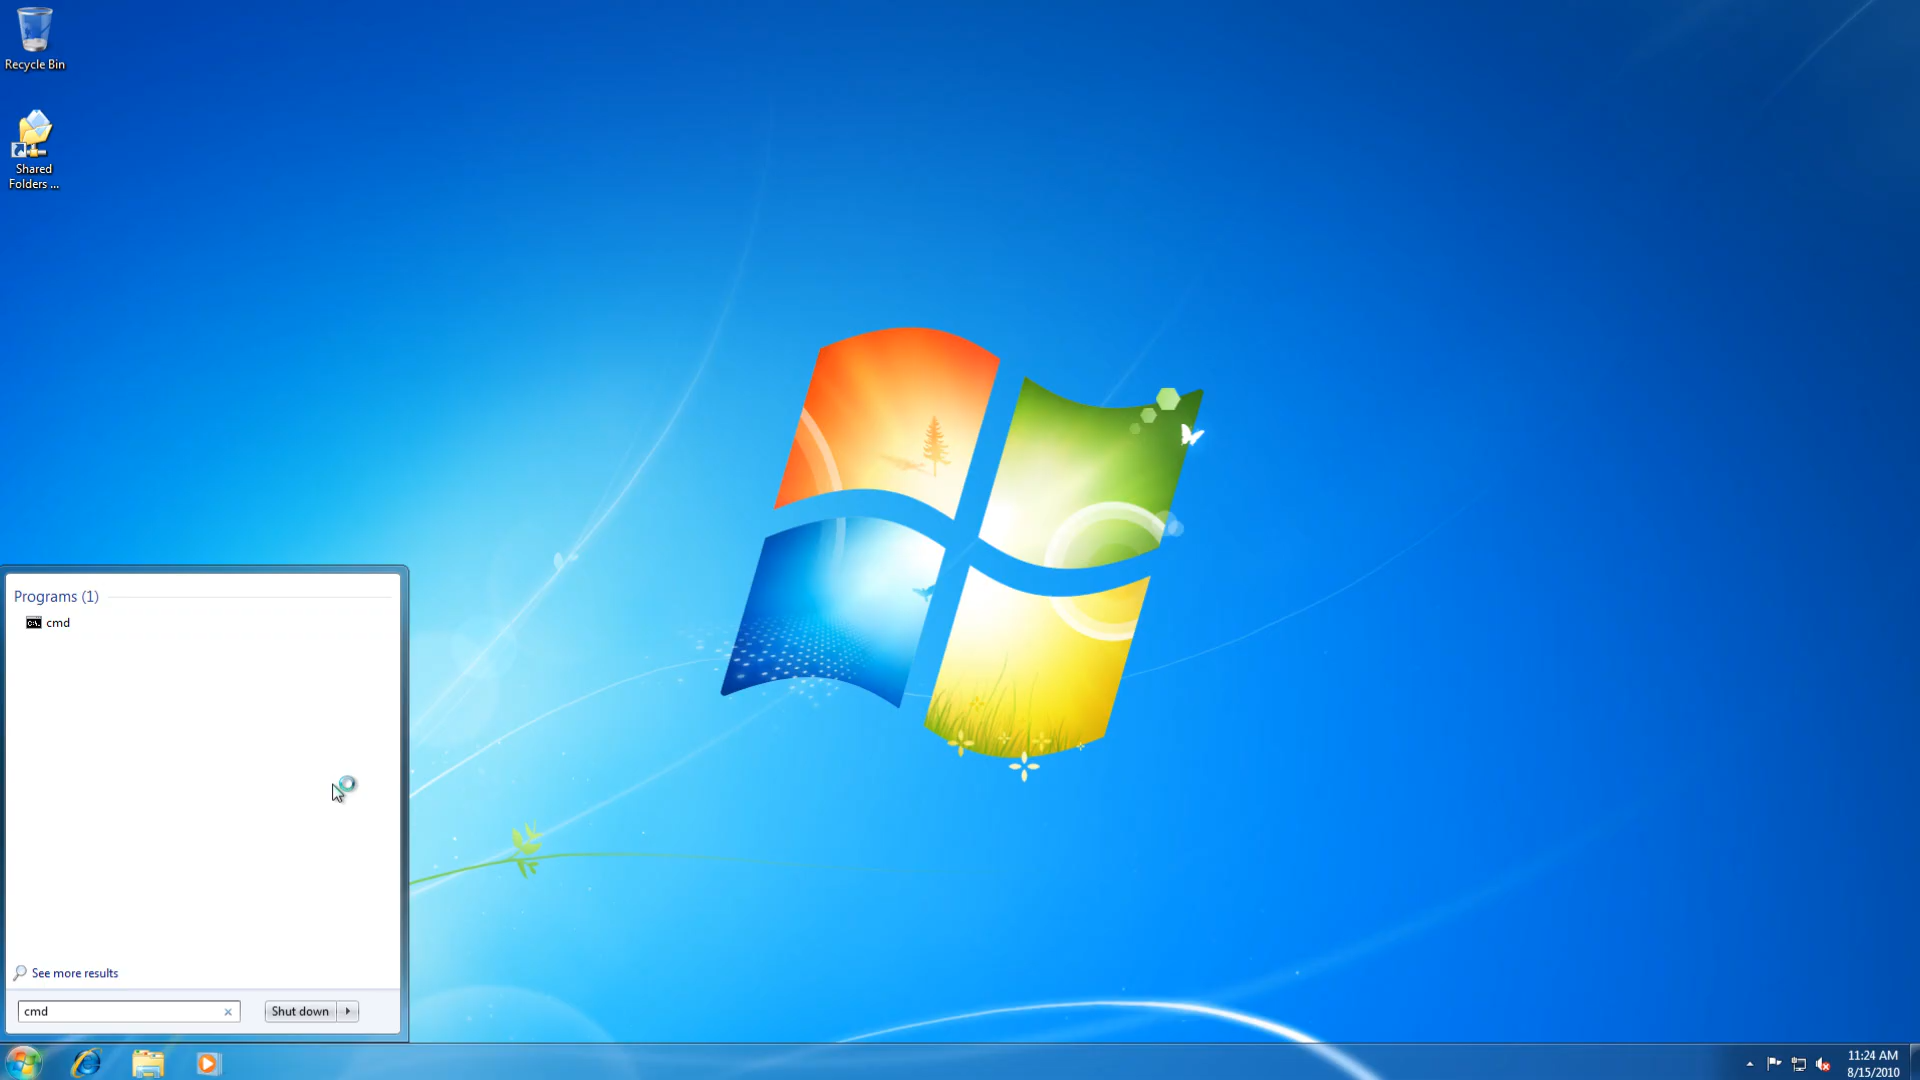 Recycle Bin
Shared
Folders ...
Programs (1)
cmd
See more results
cmd
Shut down
11:24 AM
8/15/2010